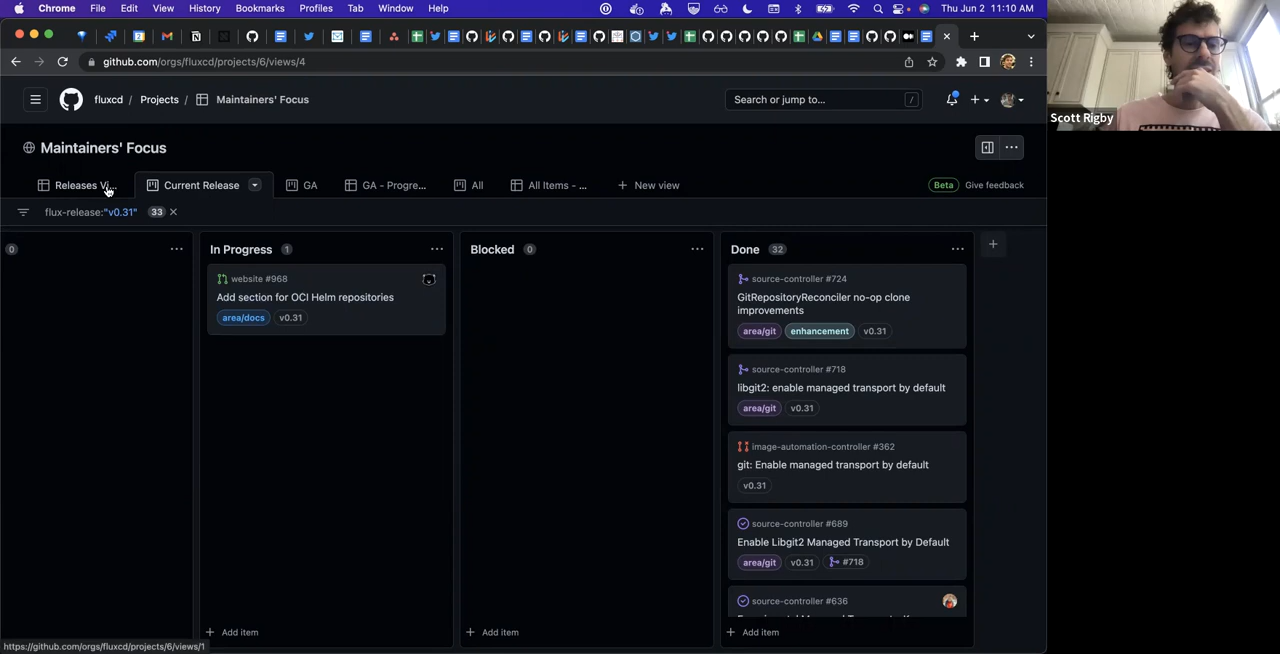 Chrome File Edit View History Bookmarks Profiles Tab Window Help
Thu Jun 2 11:10 AM
github.com/orgs/fluxcd/projects/6/views/4
fluxcd / Projects / Maintainers' Focus
Search or jump to... /
Maintainers' Focus
Releases Vi...
Current Release
GA
GA - Progre...
All
All Items - ...
New view
Beta Give feedback
flux-release:"v0.31" 33
0
In Progress 1
website #968
Add section for OCI Helm repositories
area/docs v0.31
Add item
Blocked 0
Add item
Done 32
source-controller #724
GitRepositoryReconciler no-op clone
improvements
area/git enhancement v0.31
source-controller #718
libgit2: enable managed transport by default
area/git v0.31
image-automation-controller #362
git: Enable managed transport by default
v0.31
source-controller #689
Enable Libgit2 Managed Transport by Default
area/git v0.31 #718
source-controller #636
Add item
https://github.com/orgs/fluxcd/projects/6/views/1
Scott Rigby